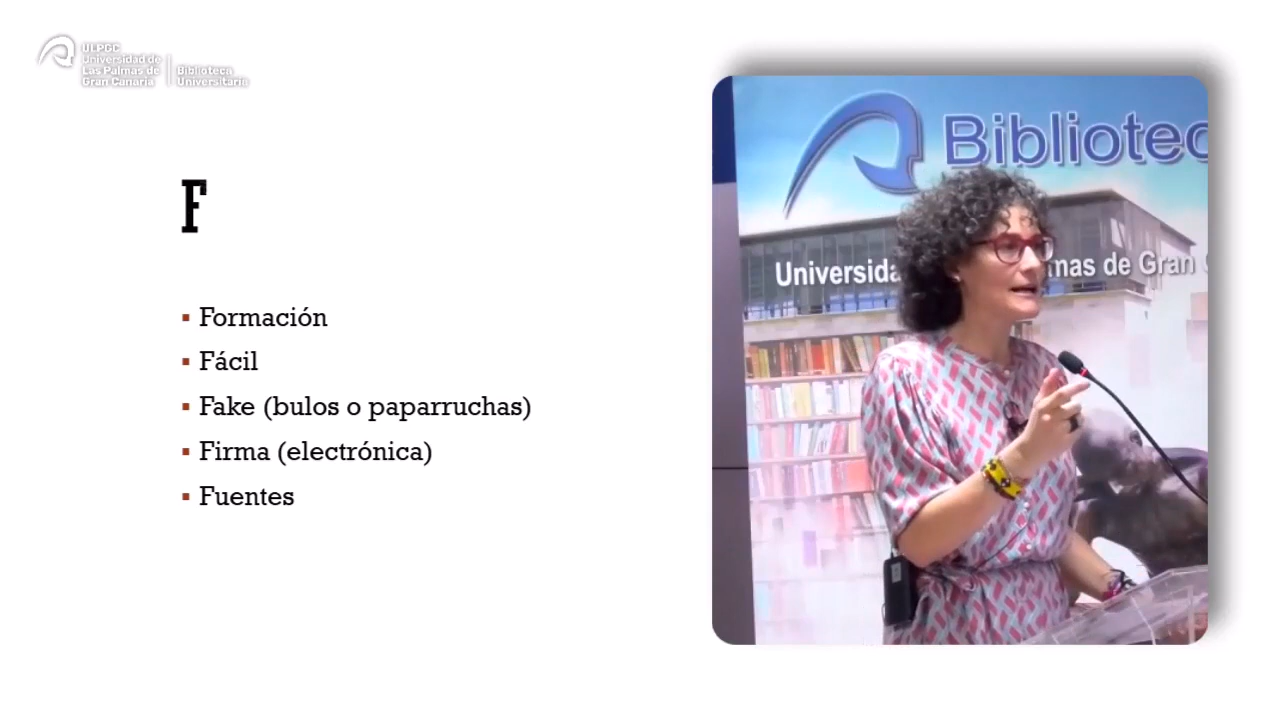 ULPGC
Universidad de
Las Palmas de
Gran Canaria
Biblioteca
Universitaria
F
Formación
Fácil
Fake (bulos o paparruchas)
Firma (electrónica)
Fuentes
Bibliotec
Universida mas de Gran